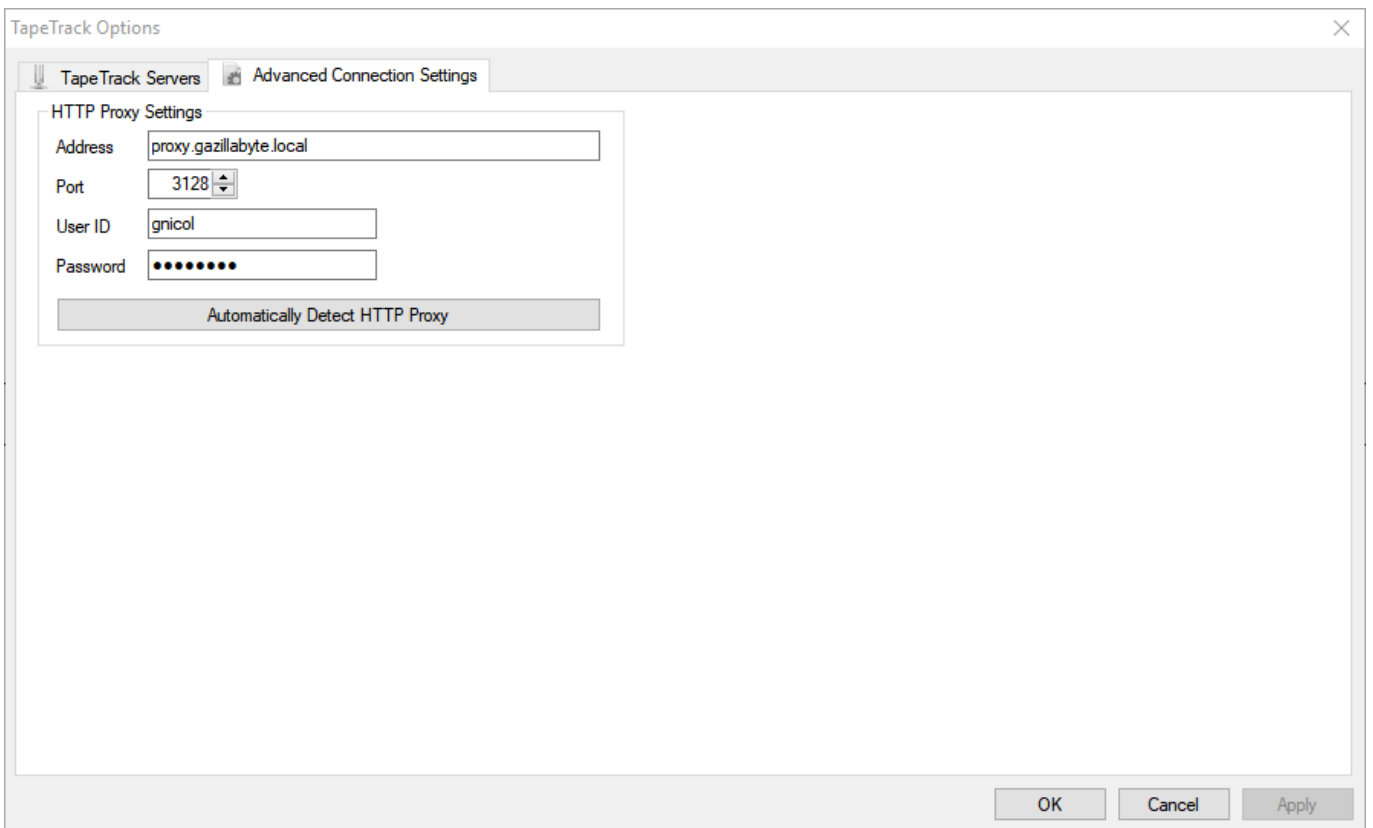 TapeTrack Options
TapeTrack Servers Advanced Connection Settings
HTTP Proxy Settings
Address proxy.gazillabyte.local
Port 3128
User ID gnicol
Password ●●●●●●●●
Automatically Detect HTTP Proxy
OK Cancel Apply